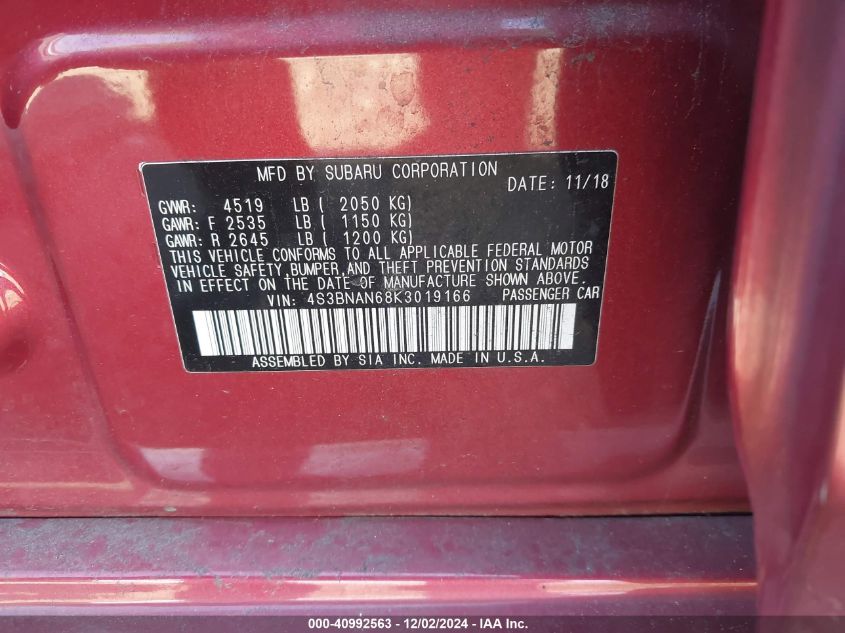 MFD BY SUBARU CORPORATION
DATE: 11/18
GVWR: 4519 LB ( 2050 KG)
GAWR: F 2535 LB ( 1150 KG)
GAWR: R 2645 LB ( 1200 KG)
THIS VEHICLE CONFORMS TO ALL APPLICABLE FEDERAL MOTOR
VEHICLE SAFETY,BUMPER,AND THEFT PREVENTION STANDARDS
IN EFFECT ON THE DATE OF MANUFACTURE SHOWN ABOVE.
VIN: 4S3BNAN68K3019166 PASSENGER CAR
ASSEMBLED BY SIA INC. MADE IN U.S.A.
000-40992563 - 12/02/2024 - IAA Inc.